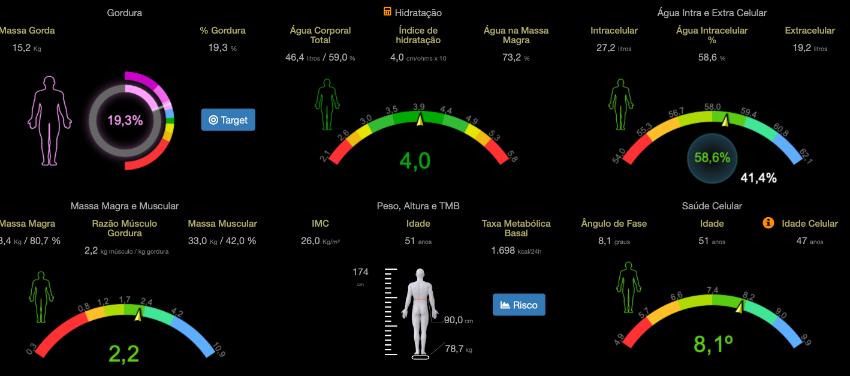 Gordura
Massa Gorda
15,2 Kg
% Gordura
19,3 %
19,3%
Target
Hidratação
Água Corporal
Total
46,4 litros / 59,0 %
Índice de
hidratação
4,0 cm/ohms x 10
Água na Massa
Magra
73,2 %
2,1
2,6
3,0
3,5
3,9
4,4
4,9
5,3
5,8
4,0
Água Intra e Extra Celular
Intracelular
27,2 litros
Água Intracelular
%
58,6 %
Extracelular
19,2 litros
54,0
55,3
56,7
58,0
59,4
60,8
62,1
58,6%
41,4%
Massa Magra e Muscular
Massa Magra
3,4 Kg / 80,7 %
Razão Músculo
Gordura
2,2 kg músculo / kg gordura
Massa Muscular
33,0 Kg / 42,0 %
0,3
0,8
1,2
1,7
2,4
4,2
10,9
2,2
Peso, Altura e TMB
IMC
26,0 Kg/m²
Idade
51 anos
Taxa Metabólica
Basal
1.698 kcal/24h
174
cm
90,0 cm
78,7 kg
Risco
Saúde Celular
Ângulo de Fase
8,1 graus
Idade
51 anos
Idade Celular
47 anos
4,9
5,7
6,6
7,4
8,2
9,0
9,9
8,1º